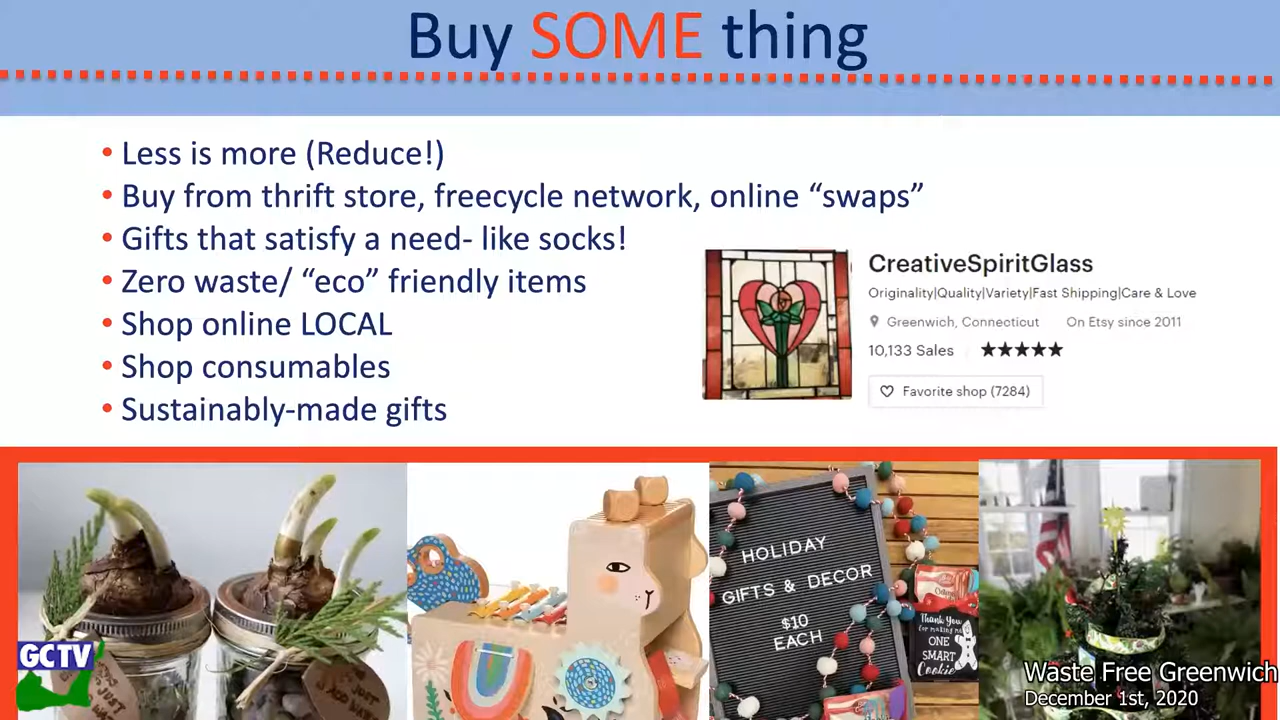 Buy SOME thing
• Less is more (Reduce!)
• Buy from thrift store, freecycle network, online “swaps”
• Gifts that satisfy a need- like socks!
• Zero waste/ “eco” friendly items
• Shop online LOCAL
• Shop consumables
• Sustainably-made gifts
CreativeSpiritGlass
Originality|Quality|Variety|Fast Shipping|Care & Love
Greenwich, Connecticut On Etsy since 2011
10,133 Sales ★★★★★
Favorite shop (7284)
HOLIDAY
GIFTS & DECOR
$10
EACH
Thank You
for making me
ONE
SMART
Cookie
GCTV
Waste Free Greenwich
December 1st, 2020